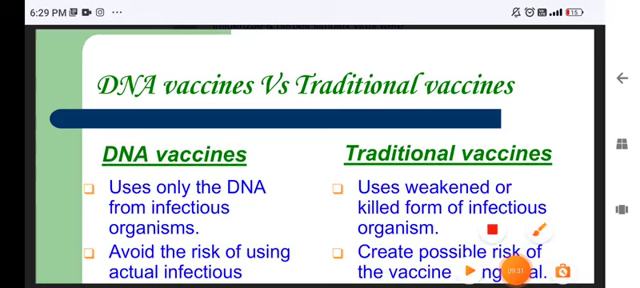 6:29 PM
15
DNA vaccines Vs Traditional vaccines
DNA vaccines
Traditional vaccines
Uses only the DNA
from infectious
organisms.
Avoid the risk of using
actual infectious
Uses weakened or
killed form of infectious
organism.
Create possible risk of
the vaccine
09:31